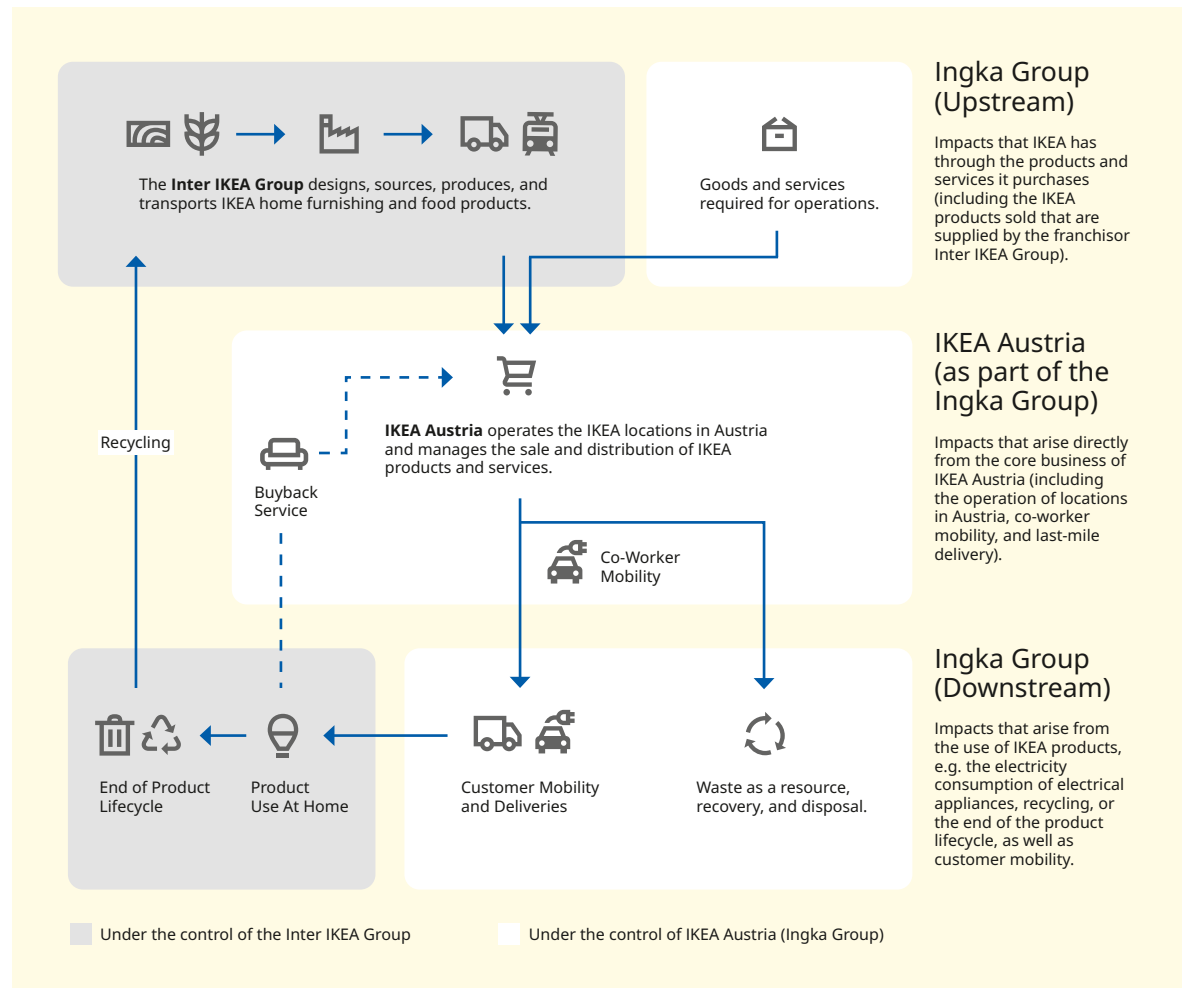 The Inter IKEA Group designs, sources, produces, and
transports IKEA home furnishing and food products.
Goods and services
required for operations.
Ingka Group
(Upstream)
Impacts that IKEA has
through the products and
services it purchases
(including the IKEA
products sold that are
supplied by the franchisor
Inter IKEA Group).
Recycling
Buyback
Service
IKEA Austria operates the IKEA locations in Austria
and manages the sale and distribution of IKEA
products and services.
Co-Worker
Mobility
IKEA Austria
(as part of the
Ingka Group)
Impacts that arise directly
from the core business of
IKEA Austria (including
the operation of locations
in Austria, co-worker
mobility, and last-mile
delivery).
End of Product
Lifecycle
Product
Use At Home
Customer Mobility
and Deliveries
Waste as a resource,
recovery, and disposal.
Ingka Group
(Downstream)
Impacts that arise from
the use of IKEA products,
e.g. the electricity
consumption of electrical
appliances, recycling, or
the end of the product
lifecycle, as well as
customer mobility.
Under the control of the Inter IKEA Group
Under the control of IKEA Austria (Ingka Group)